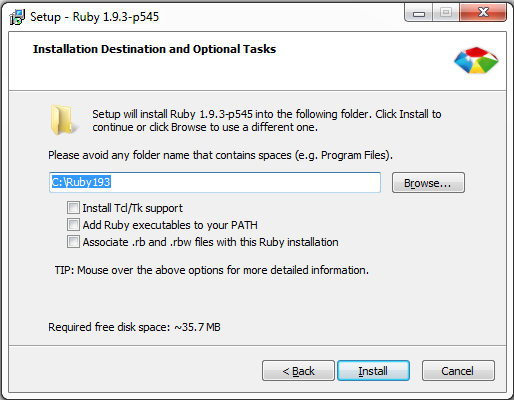 Setup - Ruby 1.9.3-p545
Installation Destination and Optional Tasks
Setup will install Ruby 1.9.3-p545 into the following folder. Click Install to
continue or click Browse to use a different one.
Please avoid any folder name that contains spaces (e.g. Program Files).
C:\Ruby193
Browse...
Install Tcl/Tk support
Add Ruby executables to your PATH
Associate .rb and .rbw files with this Ruby installation
TIP: Mouse over the above options for more detailed information.
Required free disk space: ~35.7 MB
< Back
Install
Cancel